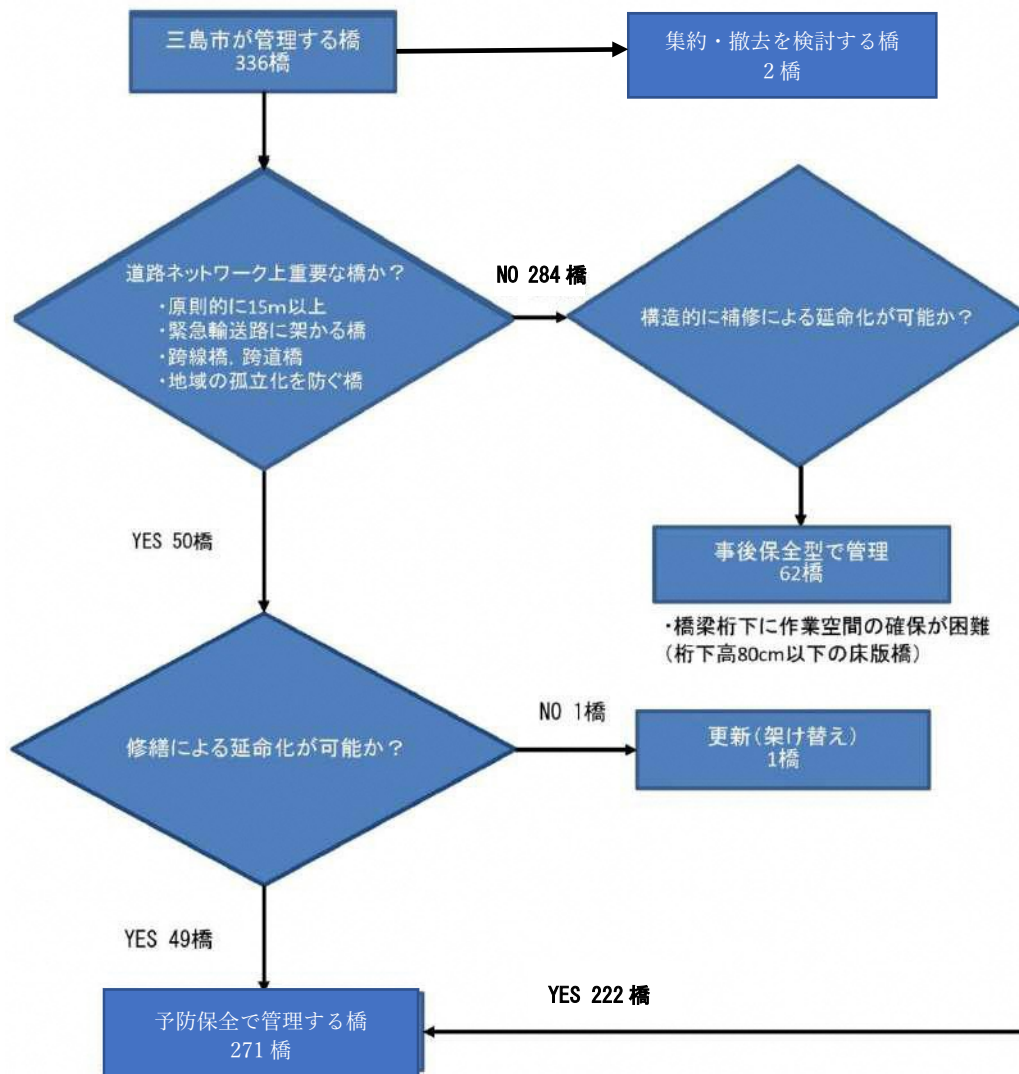 三島市が管理する橋
336橋
集約・撤去を検討する橋
2 橋
道路ネットワーク上重要な橋か?
・原則的に15m以上
・緊急輸送路に架かる橋
・跨線橋, 跨道橋
・地域の孤立化を防ぐ橋
NO 284 橋
構造的に補修による延命化が可能か?
YES 50橋
事後保全型で管理
62橋
・橋梁桁下に作業空間の確保が困難
(桁下高80cm以下の床版橋)
修繕による延命化が可能か?
NO 1橋
更新(架け替え)
1橋
YES 49橋
YES 222 橋
予防保全で管理する橋
271 橋